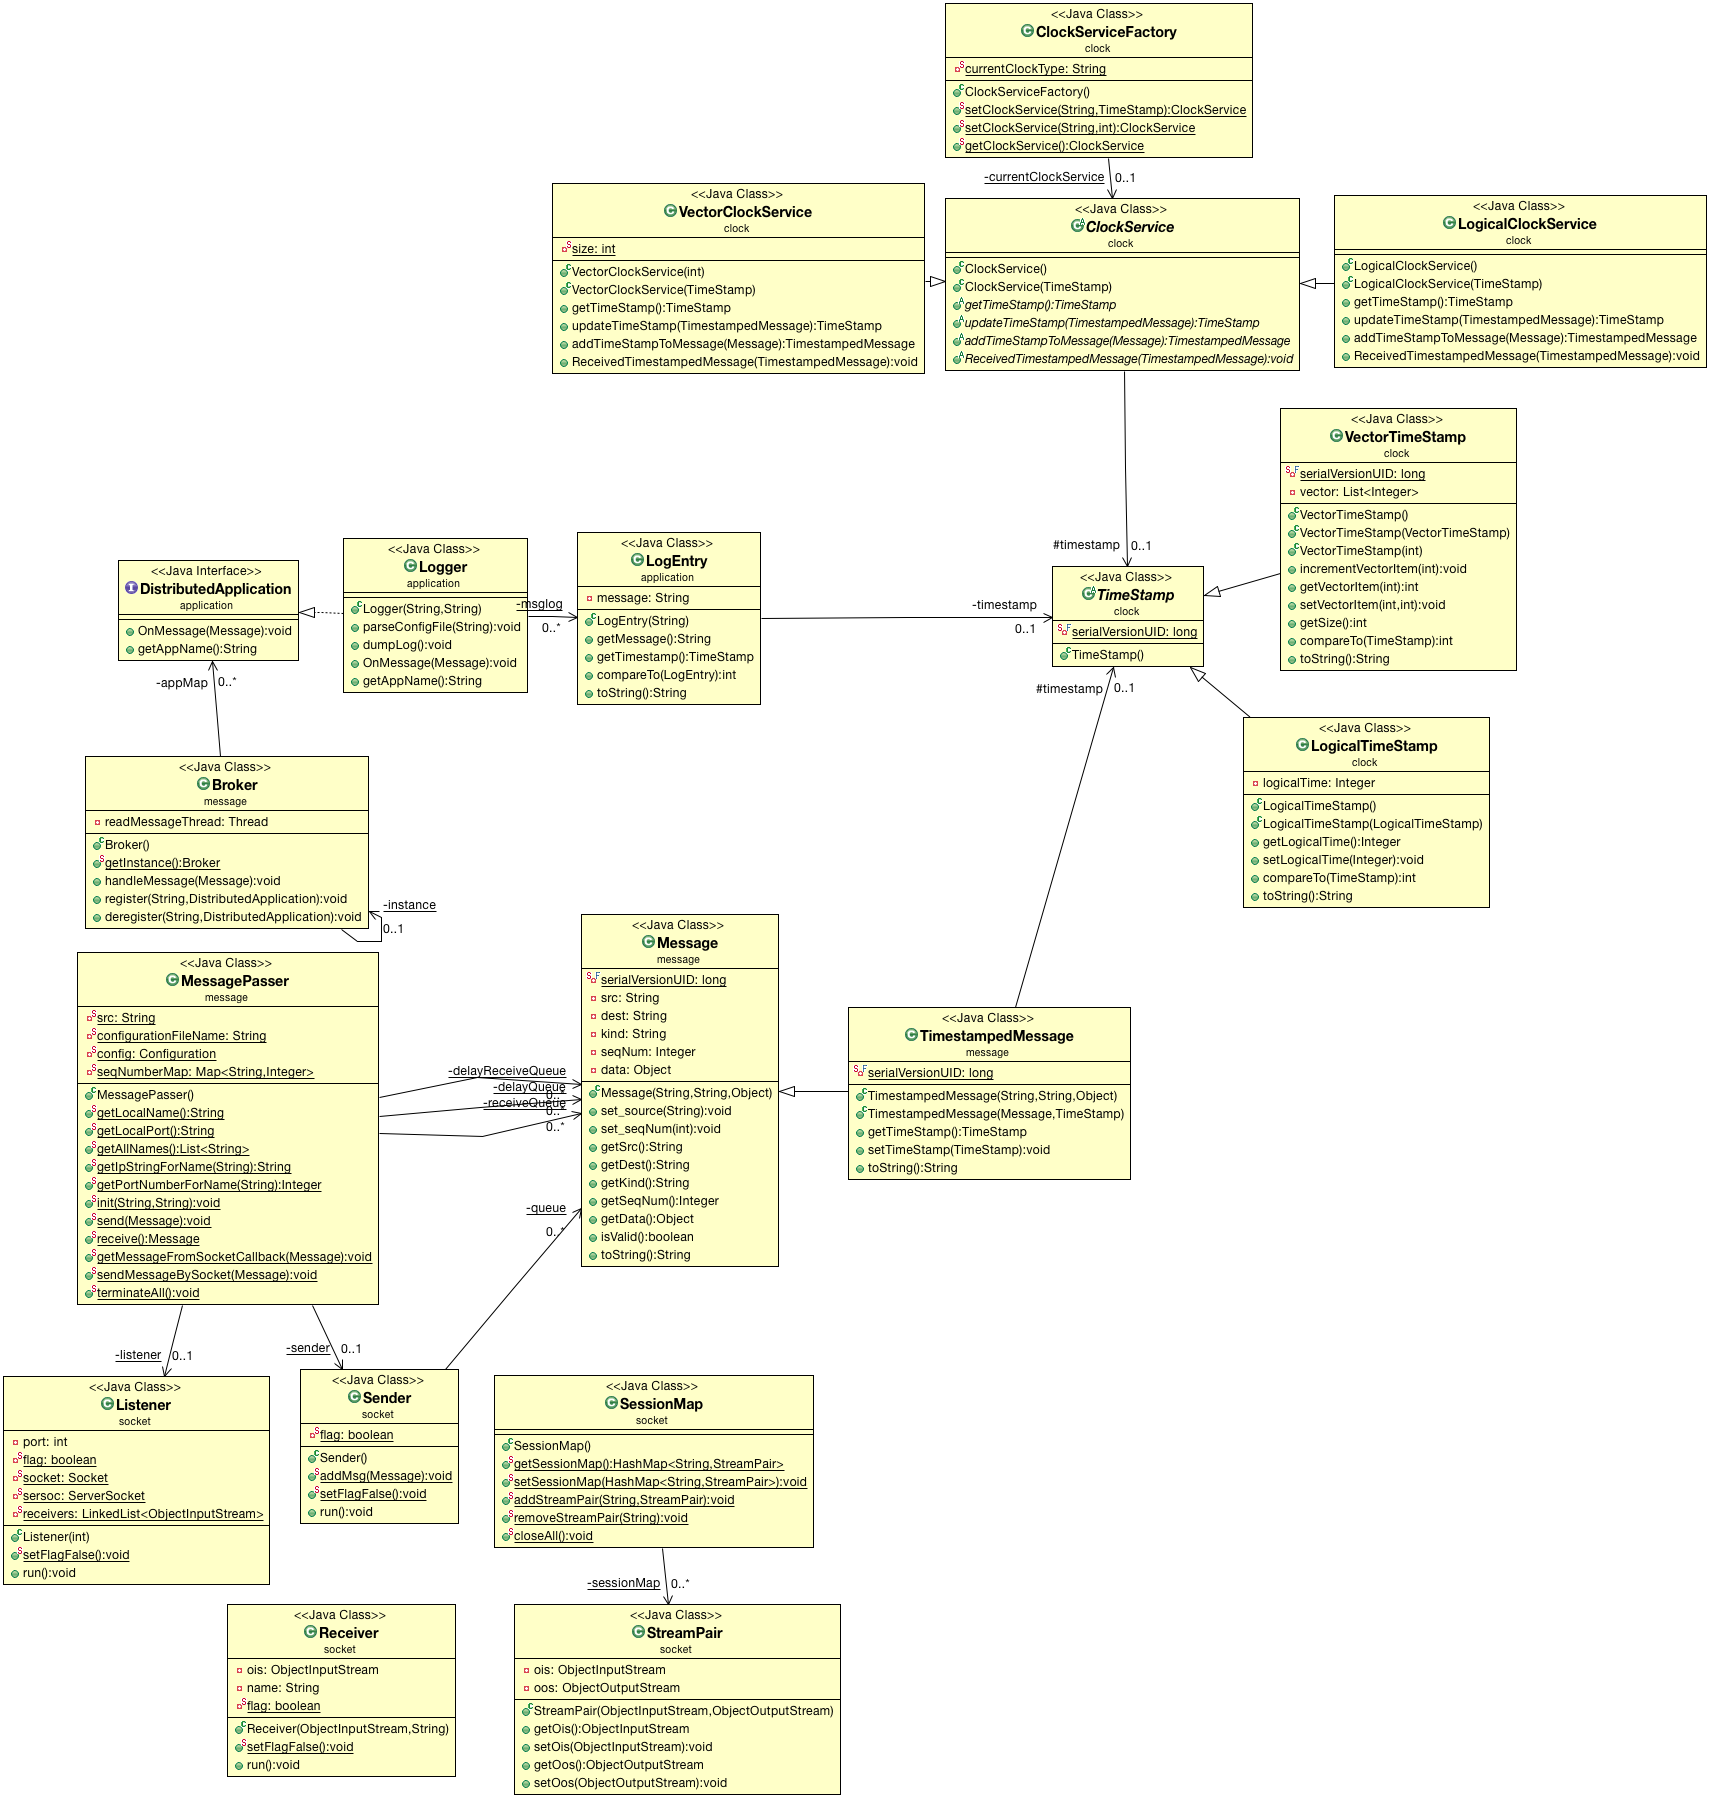 <<Java Class>>
ClockServiceFactory
clock
currentClockType: String
ClockServiceFactory()
setClockService(String,TimeStamp):ClockService
setClockService(String,int):ClockService
getClockService():ClockService
-currentClockService
0..1
<<Java Class>>
VectorClockService
clock
size: int
VectorClockService(int)
VectorClockService(TimeStamp)
getTimeStamp():TimeStamp
updateTimeStamp(TimestampedMessage):TimeStamp
addTimeStampToMessage(Message):TimestampedMessage
ReceivedTimestampedMessage(TimestampedMessage):void
<<Java Class>>
ClockService
clock
ClockService()
ClockService(TimeStamp)
getTimeStamp():TimeStamp
updateTimeStamp(TimestampedMessage):TimeStamp
addTimeStampToMessage(Message):TimestampedMessage
ReceivedTimestampedMessage(TimestampedMessage):void
<<Java Class>>
LogicalClockService
clock
LogicalClockService()
LogicalClockService(TimeStamp)
getTimeStamp():TimeStamp
updateTimeStamp(TimestampedMessage):TimeStamp
addTimeStampToMessage(Message):TimestampedMessage
ReceivedTimestampedMessage(TimestampedMessage):void
<<Java Class>>
VectorTimeStamp
clock
serialVersionUID: long
vector: List<Integer>
VectorTimeStamp()
VectorTimeStamp(VectorTimeStamp)
VectorTimeStamp(int)
incrementVectorItem(int):void
getVectorItem(int):int
setVectorItem(int,int):void
getSize():int
compareTo(TimeStamp):int
toString():String
#timestamp
0..1
<<Java Interface>>
DistributedApplication
application
OnMessage(Message):void
getAppName():String
<<Java Class>>
Logger
application
Logger(String,String)
parseConfigFile(String):void
dumpLog():void
OnMessage(Message):void
getAppName():String
-msglog
0..*
<<Java Class>>
LogEntry
application
message: String
LogEntry(String)
getMessage():String
getTimestamp():TimeStamp
compareTo(LogEntry):int
toString():String
-timestamp
0..1
<<Java Class>>
TimeStamp
clock
serialVersionUID: long
TimeStamp()
#timestamp
0..1
-appMap
0..*
<<Java Class>>
LogicalTimeStamp
clock
logicalTime: Integer
LogicalTimeStamp()
LogicalTimeStamp(LogicalTimeStamp)
getLogicalTime():Integer
setLogicalTime(Integer):void
compareTo(TimeStamp):int
toString():String
<<Java Class>>
Broker
message
readMessageThread: Thread
Broker()
getInstance():Broker
handleMessage(Message):void
register(String,DistributedApplication):void
deregister(String,DistributedApplication):void
-instance
0..1
<<Java Class>>
MessagePasser
message
src: String
configurationFileName: String
config: Configuration
seqNumberMap: Map<String,Integer>
MessagePasser()
getLocalName():String
getLocalPort():String
getAllNames():List<String>
getIpStringForName(String):String
getPortNumberForName(String):Integer
init(String,String):void
send(Message):void
receive():Message
getMessageFromSocketCallback(Message):void
sendMessageBySocket(Message):void
terminateAll():void
-delayReceiveQueue
-delayQueue
-receiveQueue
0..*
<<Java Class>>
Message
message
serialVersionUID: long
src: String
dest: String
kind: String
seqNum: Integer
data: Object
Message(String,String,Object)
set_source(String):void
set_seqNum(int):void
getSrc():String
getDest():String
getKind():String
getSeqNum():Integer
getData():Object
isValid():boolean
toString():String
<<Java Class>>
TimestampedMessage
message
serialVersionUID: long
TimestampedMessage(String,String,Object)
TimestampedMessage(Message,TimeStamp)
getTimeStamp():TimeStamp
setTimeStamp(TimeStamp):void
toString():String
-queue
0..*
-listener
0..1
-sender
0..1
<<Java Class>>
Listener
socket
port: int
flag: boolean
socket: Socket
sersoc: ServerSocket
receivers: LinkedList<ObjectInputStream>
Listener(int)
setFlagFalse():void
run():void
<<Java Class>>
Sender
socket
flag: boolean
Sender()
addMsg(Message):void
setFlagFalse():void
run():void
<<Java Class>>
SessionMap
socket
SessionMap()
getSessionMap():HashMap<String,StreamPair>
setSessionMap(HashMap<String,StreamPair>):void
addStreamPair(String,StreamPair):void
removeStreamPair(String):void
closeAll():void
-sessionMap
0..*
<<Java Class>>
Receiver
socket
ois: ObjectInputStream
name: String
flag: boolean
Receiver(ObjectInputStream,String)
setFlagFalse():void
run():void
<<Java Class>>
StreamPair
socket
ois: ObjectInputStream
oos: ObjectOutputStream
StreamPair(ObjectInputStream,ObjectOutputStream)
getOis():ObjectInputStream
setOis(ObjectInputStream):void
getOos():ObjectOutputStream
setOos(ObjectOutputStream):void